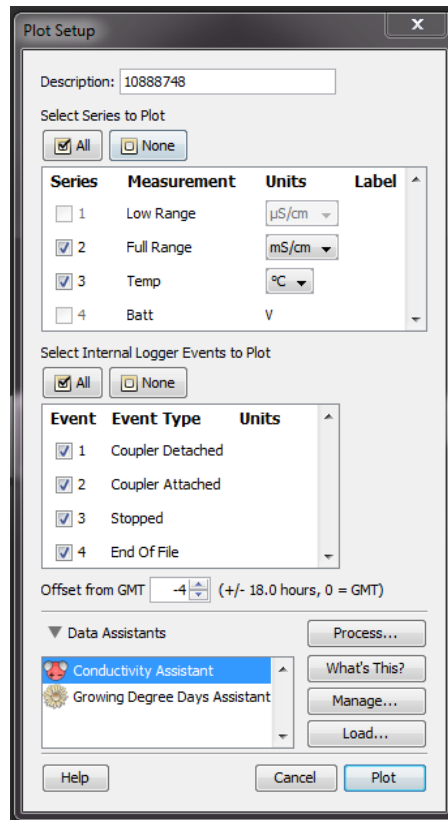 Plot Setup
x
Description: 10888748
Select Series to Plot
All None
Series Measurement Units Label
1 Low Range µS/cm
2 Full Range mS/cm
3 Temp °C
4 Batt V
Select Internal Logger Events to Plot
All None
Event Event Type Units
1 Coupler Detached
2 Coupler Attached
3 Stopped
4 End Of File
Offset from GMT -4 (+/- 18.0 hours, 0 = GMT)
Data Assistants Process...
Conductivity Assistant What's This?
Growing Degree Days Assistant Manage...
Load...
Help Cancel Plot